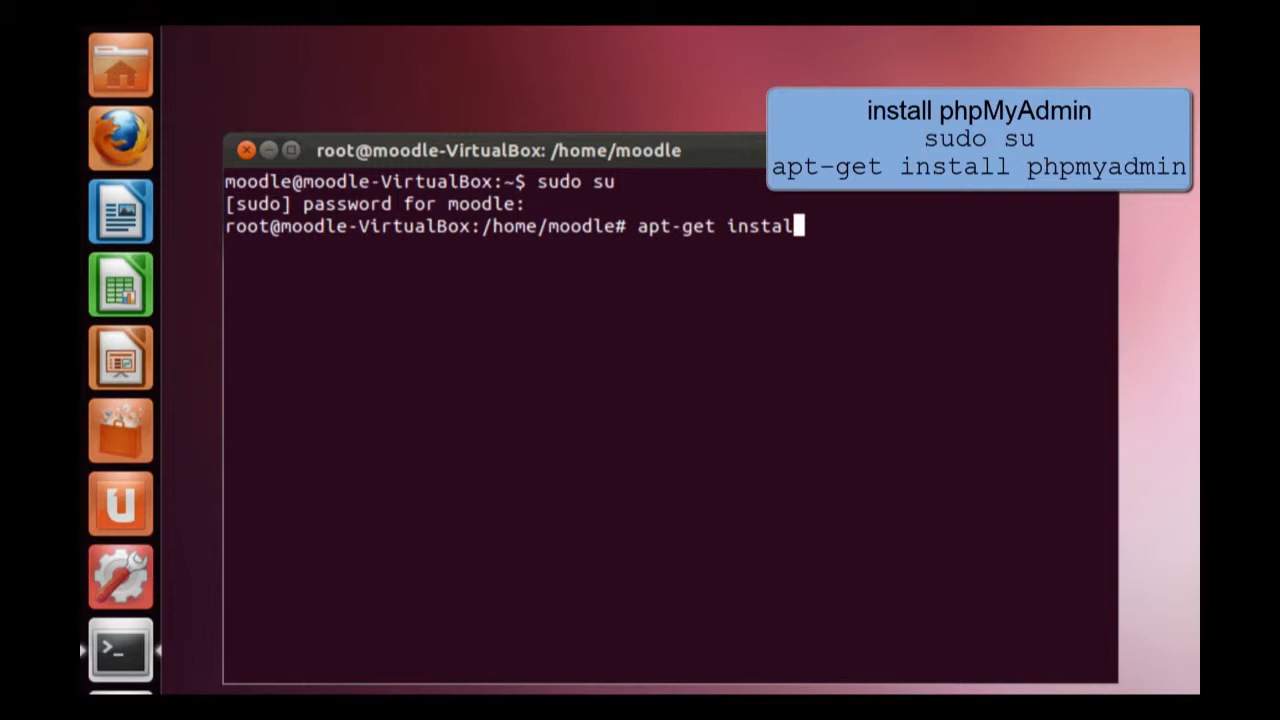 install phpMyAdmin
sudo su
apt-get install phpmyadmin
root@moodle-VirtualBox: /home/moodle
moodle@moodle-VirtualBox:~$ sudo su
[sudo] password for moodle:
root@moodle-VirtualBox:/home/moodle# apt-get instal